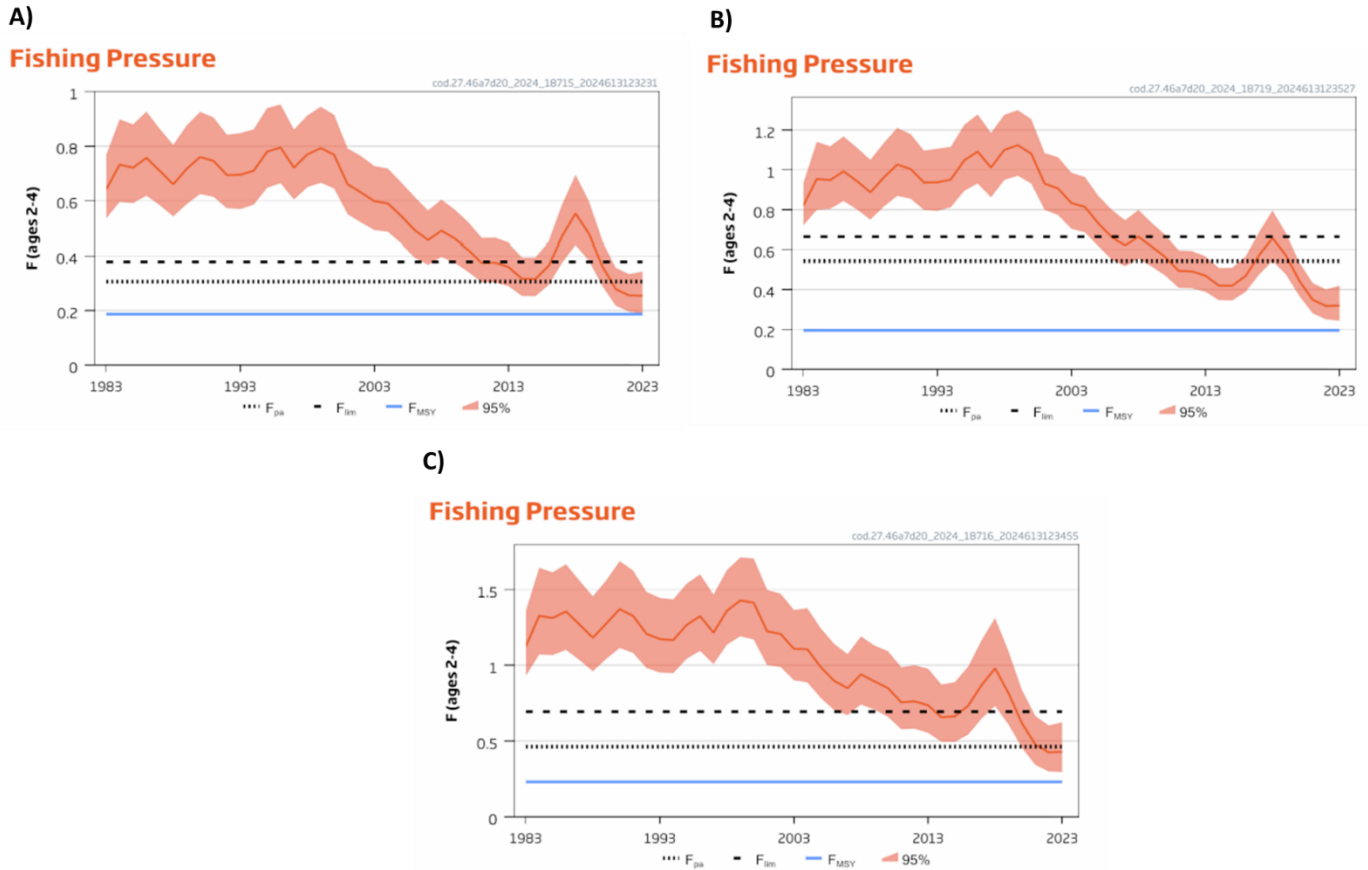 A)
Fishing Pressure
cod.27.46a7d20_2024_18715_2024613123231
F (ages 2-4)
1
0.8
0.6
0.4
0.2
0
1983 1993 2003 2013 2023
Fpa Flim FMSY 95%
B)
Fishing Pressure
cod.27.46a7d20_2024_18719_2024613123527
F (ages 2-4)
1.2
1
0.8
0.6
0.4
0.2
0
1983 1993 2003 2013 2023
Fpa Flim FMSY 95%
C)
Fishing Pressure
cod.27.46a7d20_2024_18716_2024613123455
F (ages 2-4)
1.5
1
0.5
0
1983 1993 2003 2013 2023
Fpa Flim FMSY 95%